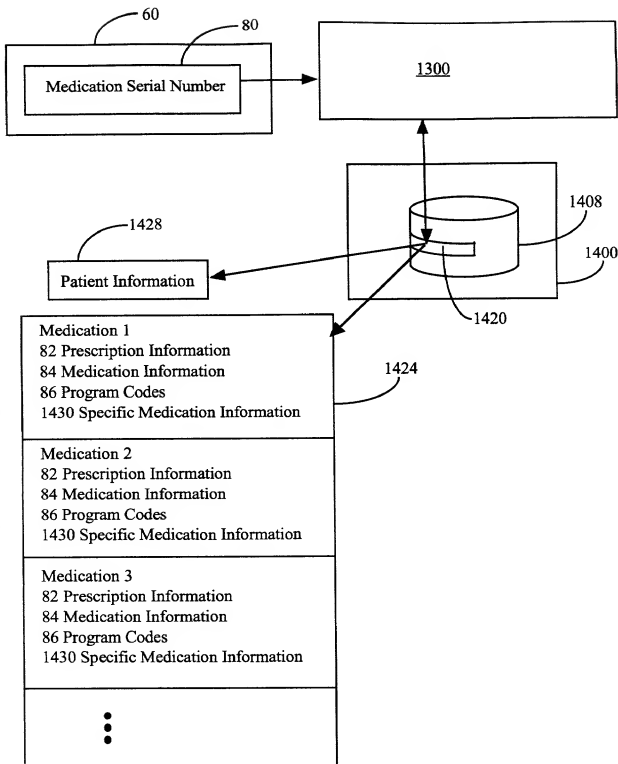 60
80
Medication Serial Number
1300
1428
1408
Patient Information
1400
1420
Medication 1
82 Prescription Information
84 Medication Information
86 Program Codes
1430 Specific Medication Information
1424
Medication 2
82 Prescription Information
84 Medication Information
86 Program Codes
1430 Specific Medication Information
Medication 3
82 Prescription Information
84 Medication Information
86 Program Codes
1430 Specific Medication Information